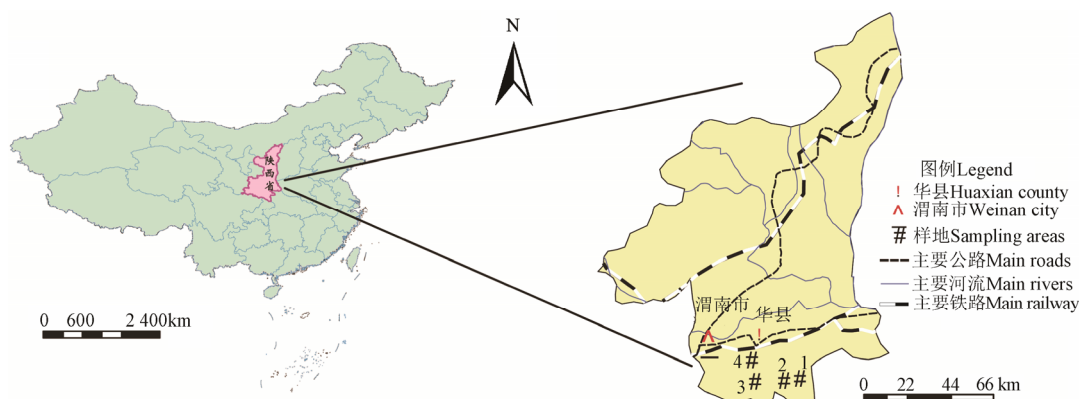 N
陕
西
省
0 600 2 400km
图例Legend
华县Huaxian county
渭南市Weinan city
样地Sampling areas
主要公路Main roads
主要河流Main rivers
主要铁路Main railway
渭南市
华县
4
3
2
1
0 22 44 66 km